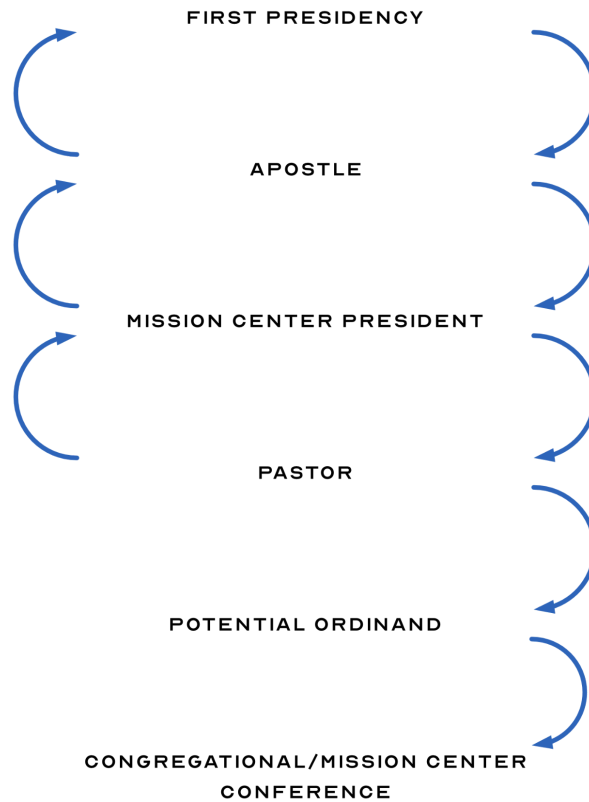 FIRST PRESIDENCY
APOSTLE
MISSION CENTER PRESIDENT
PASTOR
POTENTIAL ORDINAND
CONGREGATIONAL/MISSION CENTER
CONFERENCE